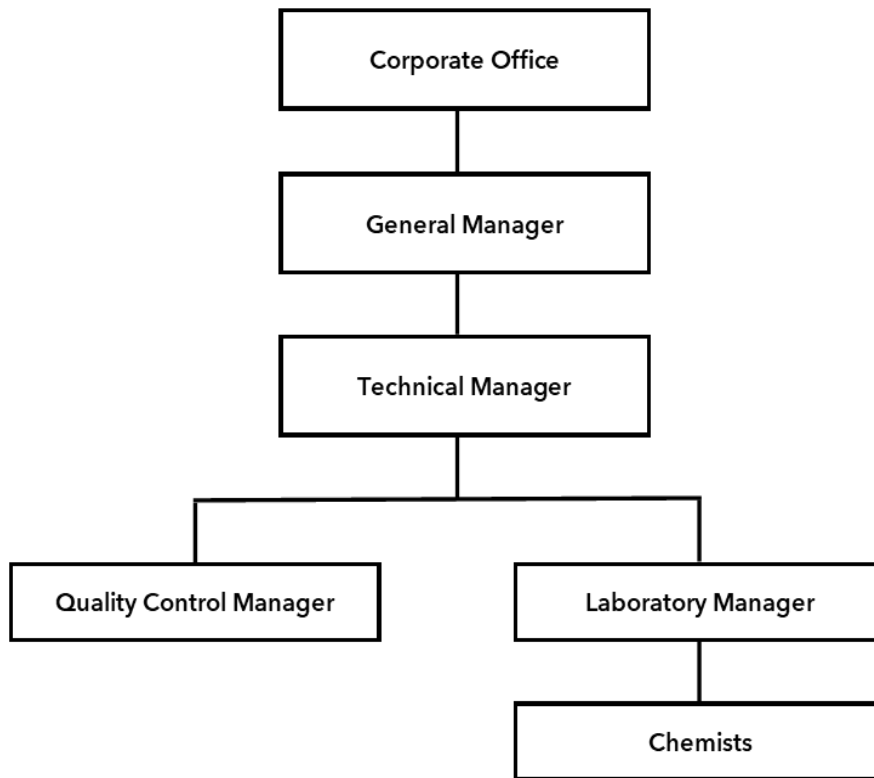 Corporate Office
General Manager
Technical Manager
Quality Control Manager
Laboratory Manager
Chemists